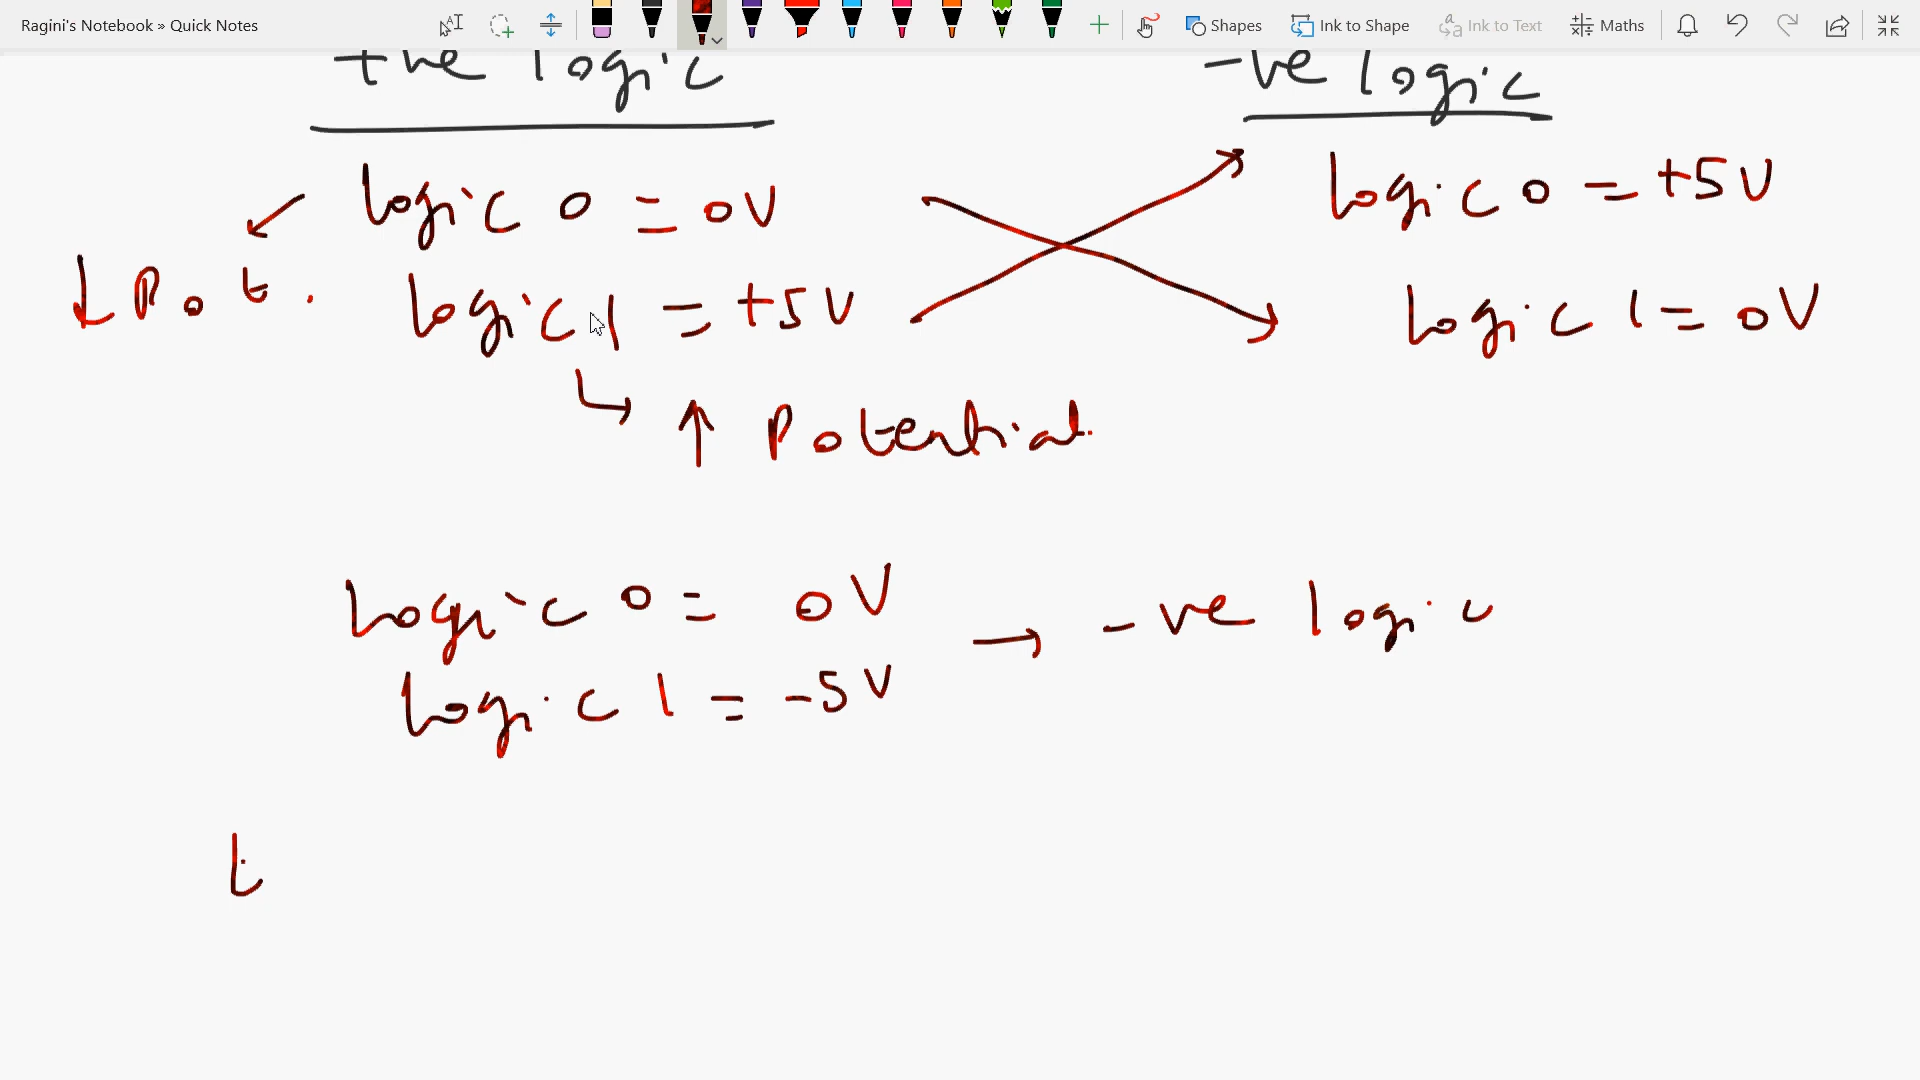 Ragini's Notebook » Quick Notes
Shapes
Ink to Shape
Ink to Text
Maths
+ve logic
-ve logic
logic 0 = 0V
logic 0 = +5V
↓ Pot.
logic 1 = +5V
logic 1 = 0V
↑ Potential.
Logic 0 = 0V
→ -ve logic
logic 1 = -5V